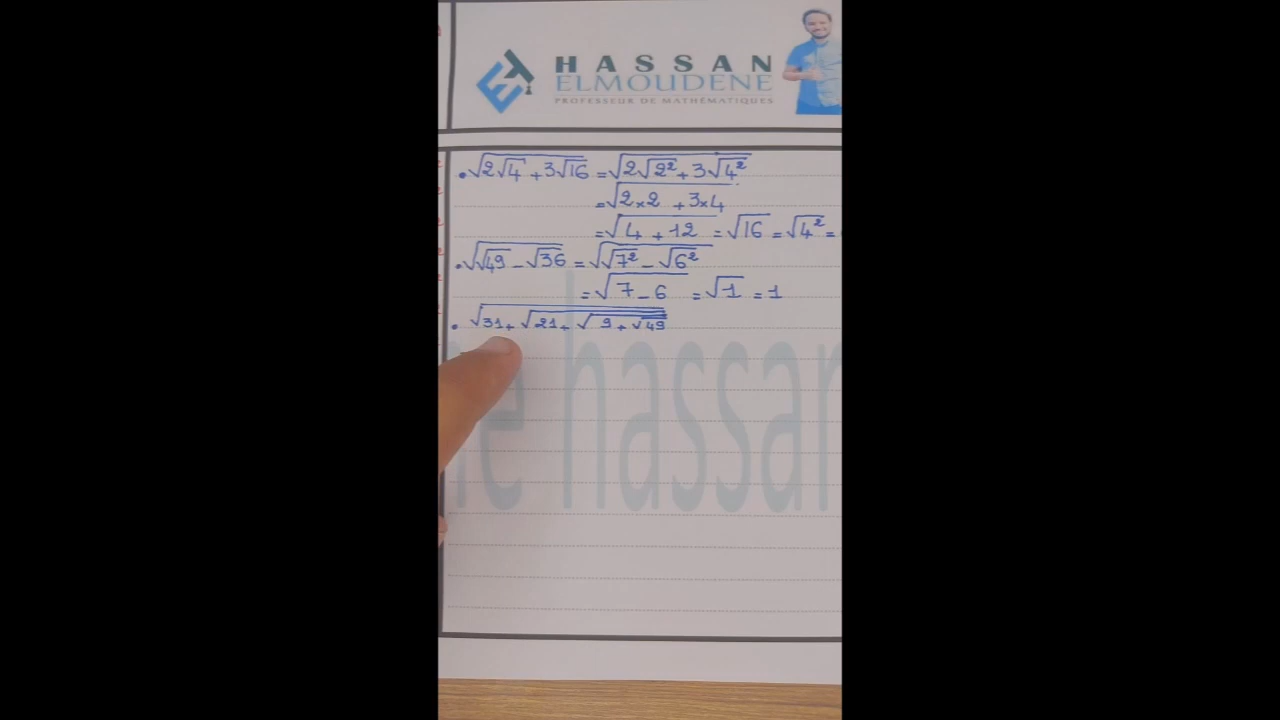 HASSAN
ELMOUDENE
PROFESSEUR DE MATHÉMATIQUES
• √(2√4 + 3√16) = √(2√2² + 3√4²)
= √(2×2 + 3×4)
= √(4 + 12) = √16 = √4² =
• √(√49 - √36) = √(√7² - √6²)
= √(7 - 6) = √1 = 1
• √(31 + √(21 + √(9 + √49)))
ne hassan